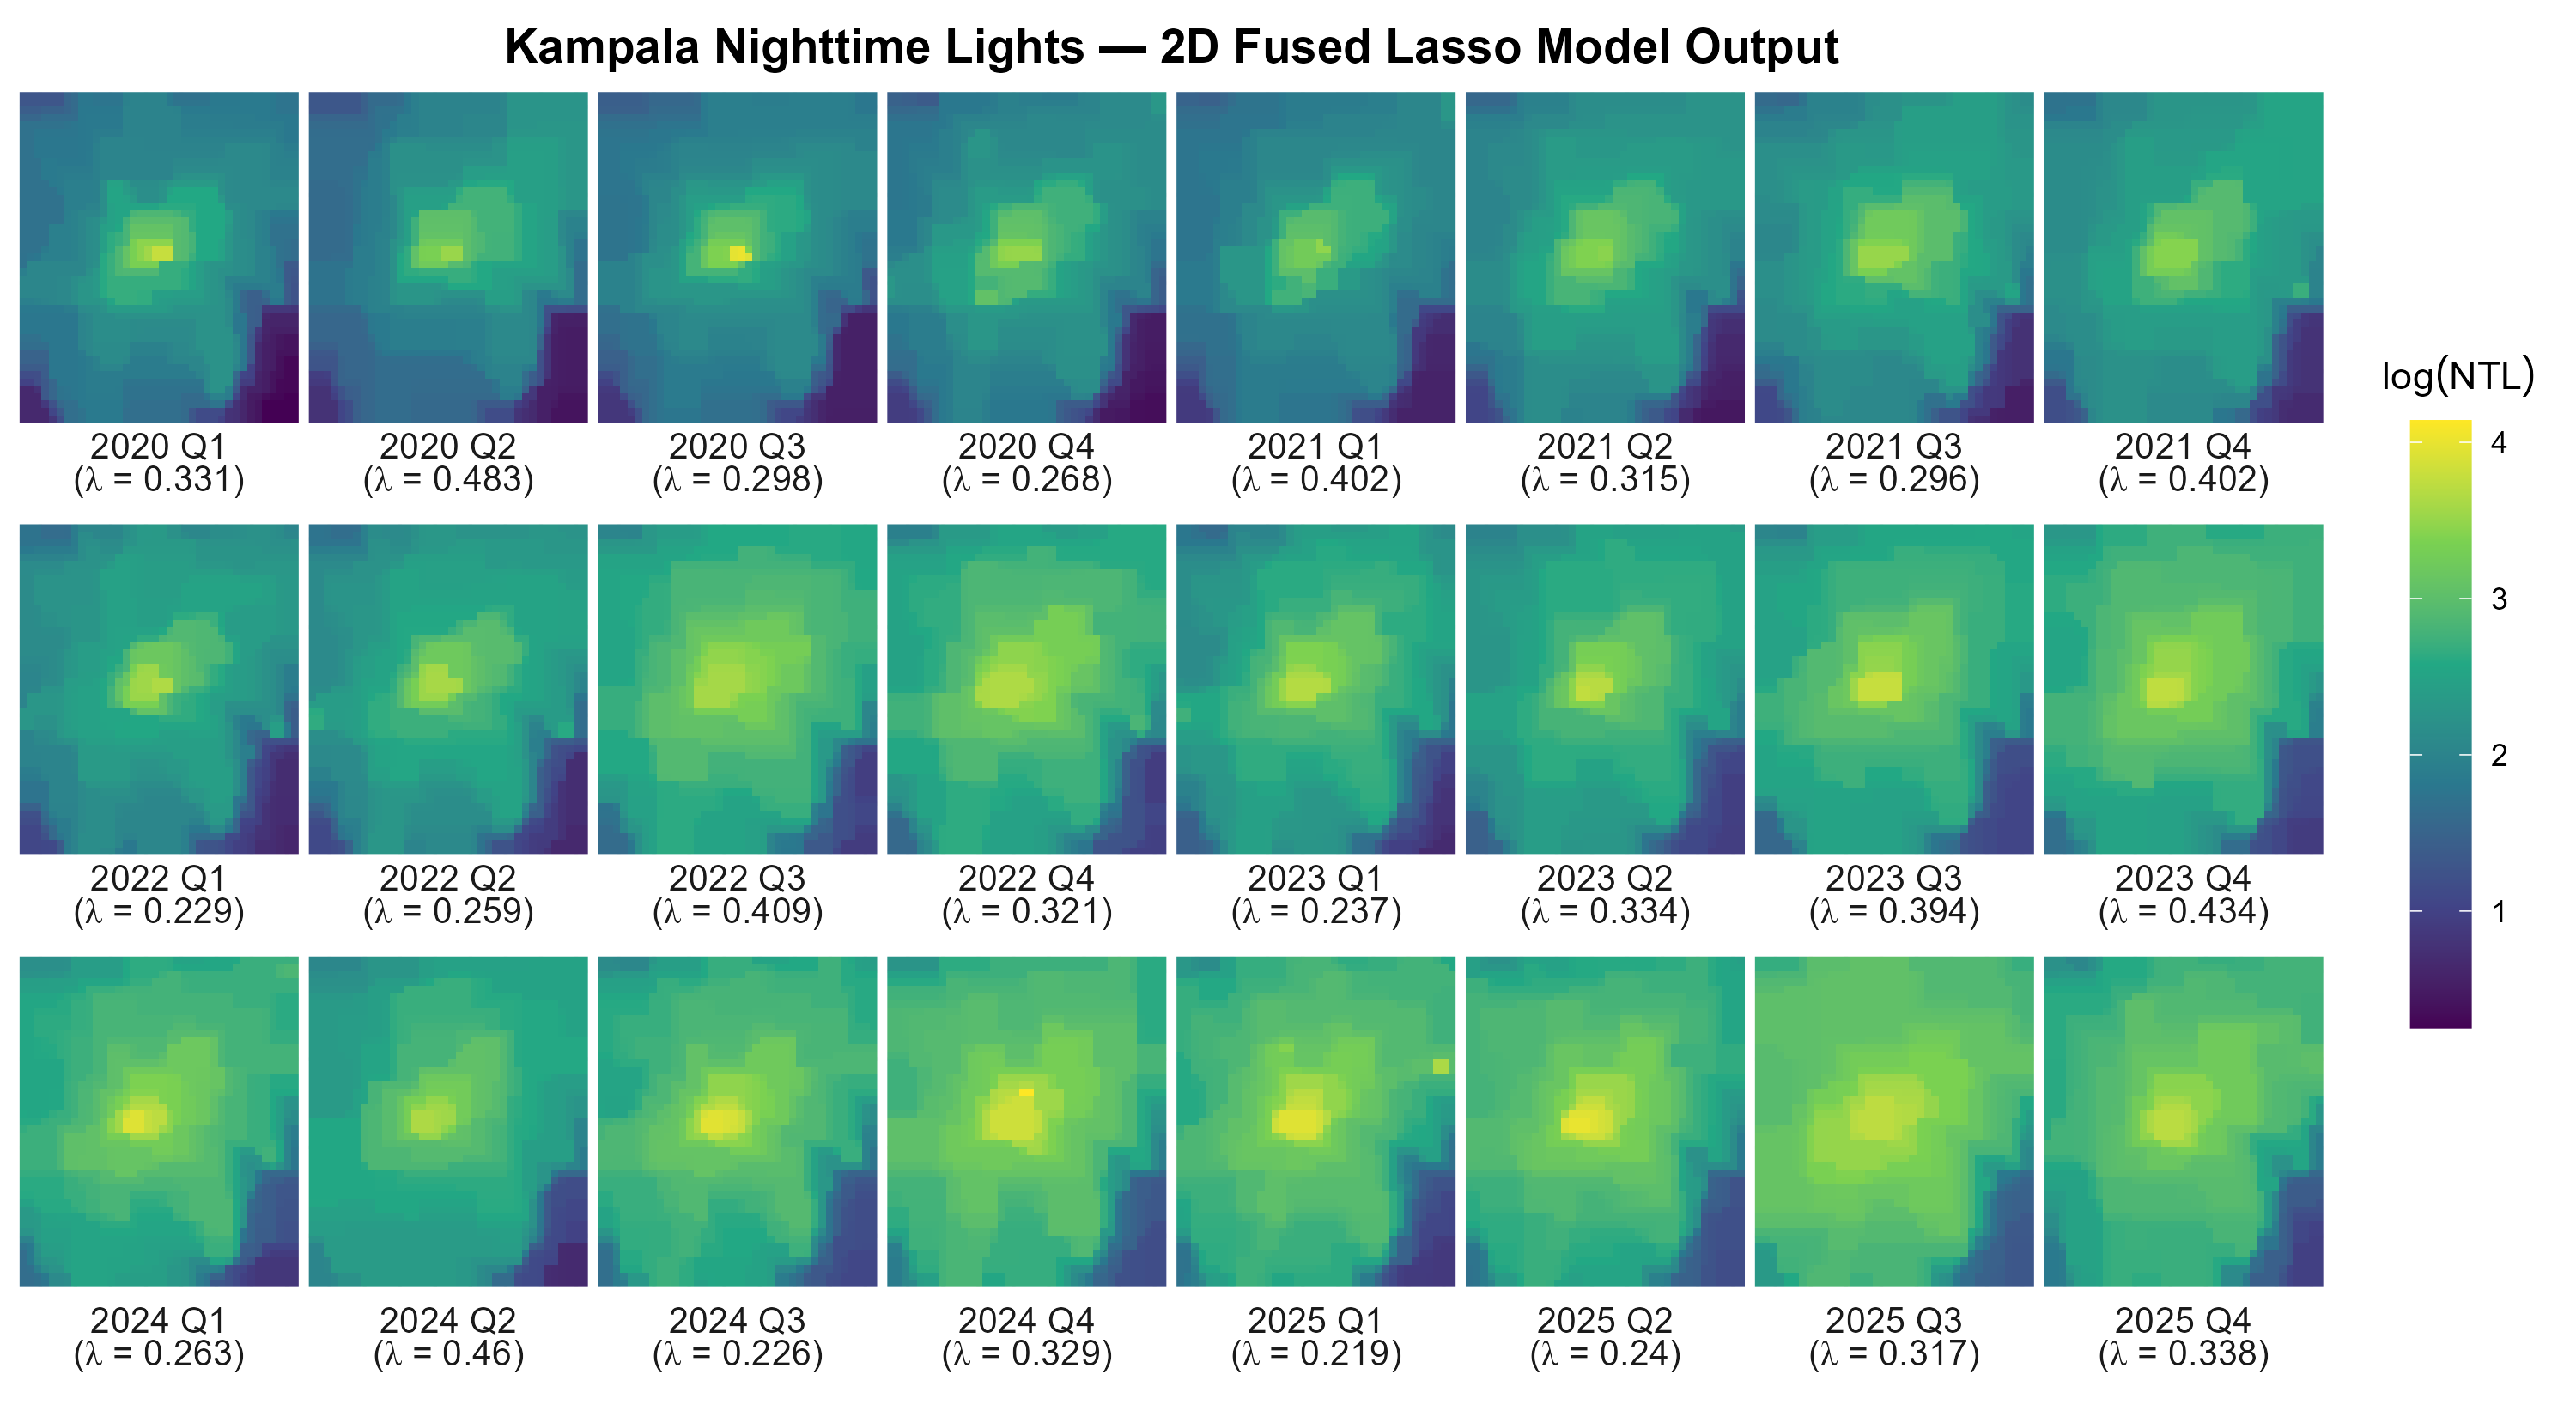 Kampala Nighttime Lights — 2D Fused Lasso Model Output
2020 Q1
(λ = 0.331)
2020 Q2
(λ = 0.483)
2020 Q3
(λ = 0.298)
2020 Q4
(λ = 0.268)
2021 Q1
(λ = 0.402)
2021 Q2
(λ = 0.315)
2021 Q3
(λ = 0.296)
2021 Q4
(λ = 0.402)
2022 Q1
(λ = 0.229)
2022 Q2
(λ = 0.259)
2022 Q3
(λ = 0.409)
2022 Q4
(λ = 0.321)
2023 Q1
(λ = 0.237)
2023 Q2
(λ = 0.334)
2023 Q3
(λ = 0.394)
2023 Q4
(λ = 0.434)
2024 Q1
(λ = 0.263)
2024 Q2
(λ = 0.46)
2024 Q3
(λ = 0.226)
2024 Q4
(λ = 0.329)
2025 Q1
(λ = 0.219)
2025 Q2
(λ = 0.24)
2025 Q3
(λ = 0.317)
2025 Q4
(λ = 0.338)
log(NTL)
4
3
2
1